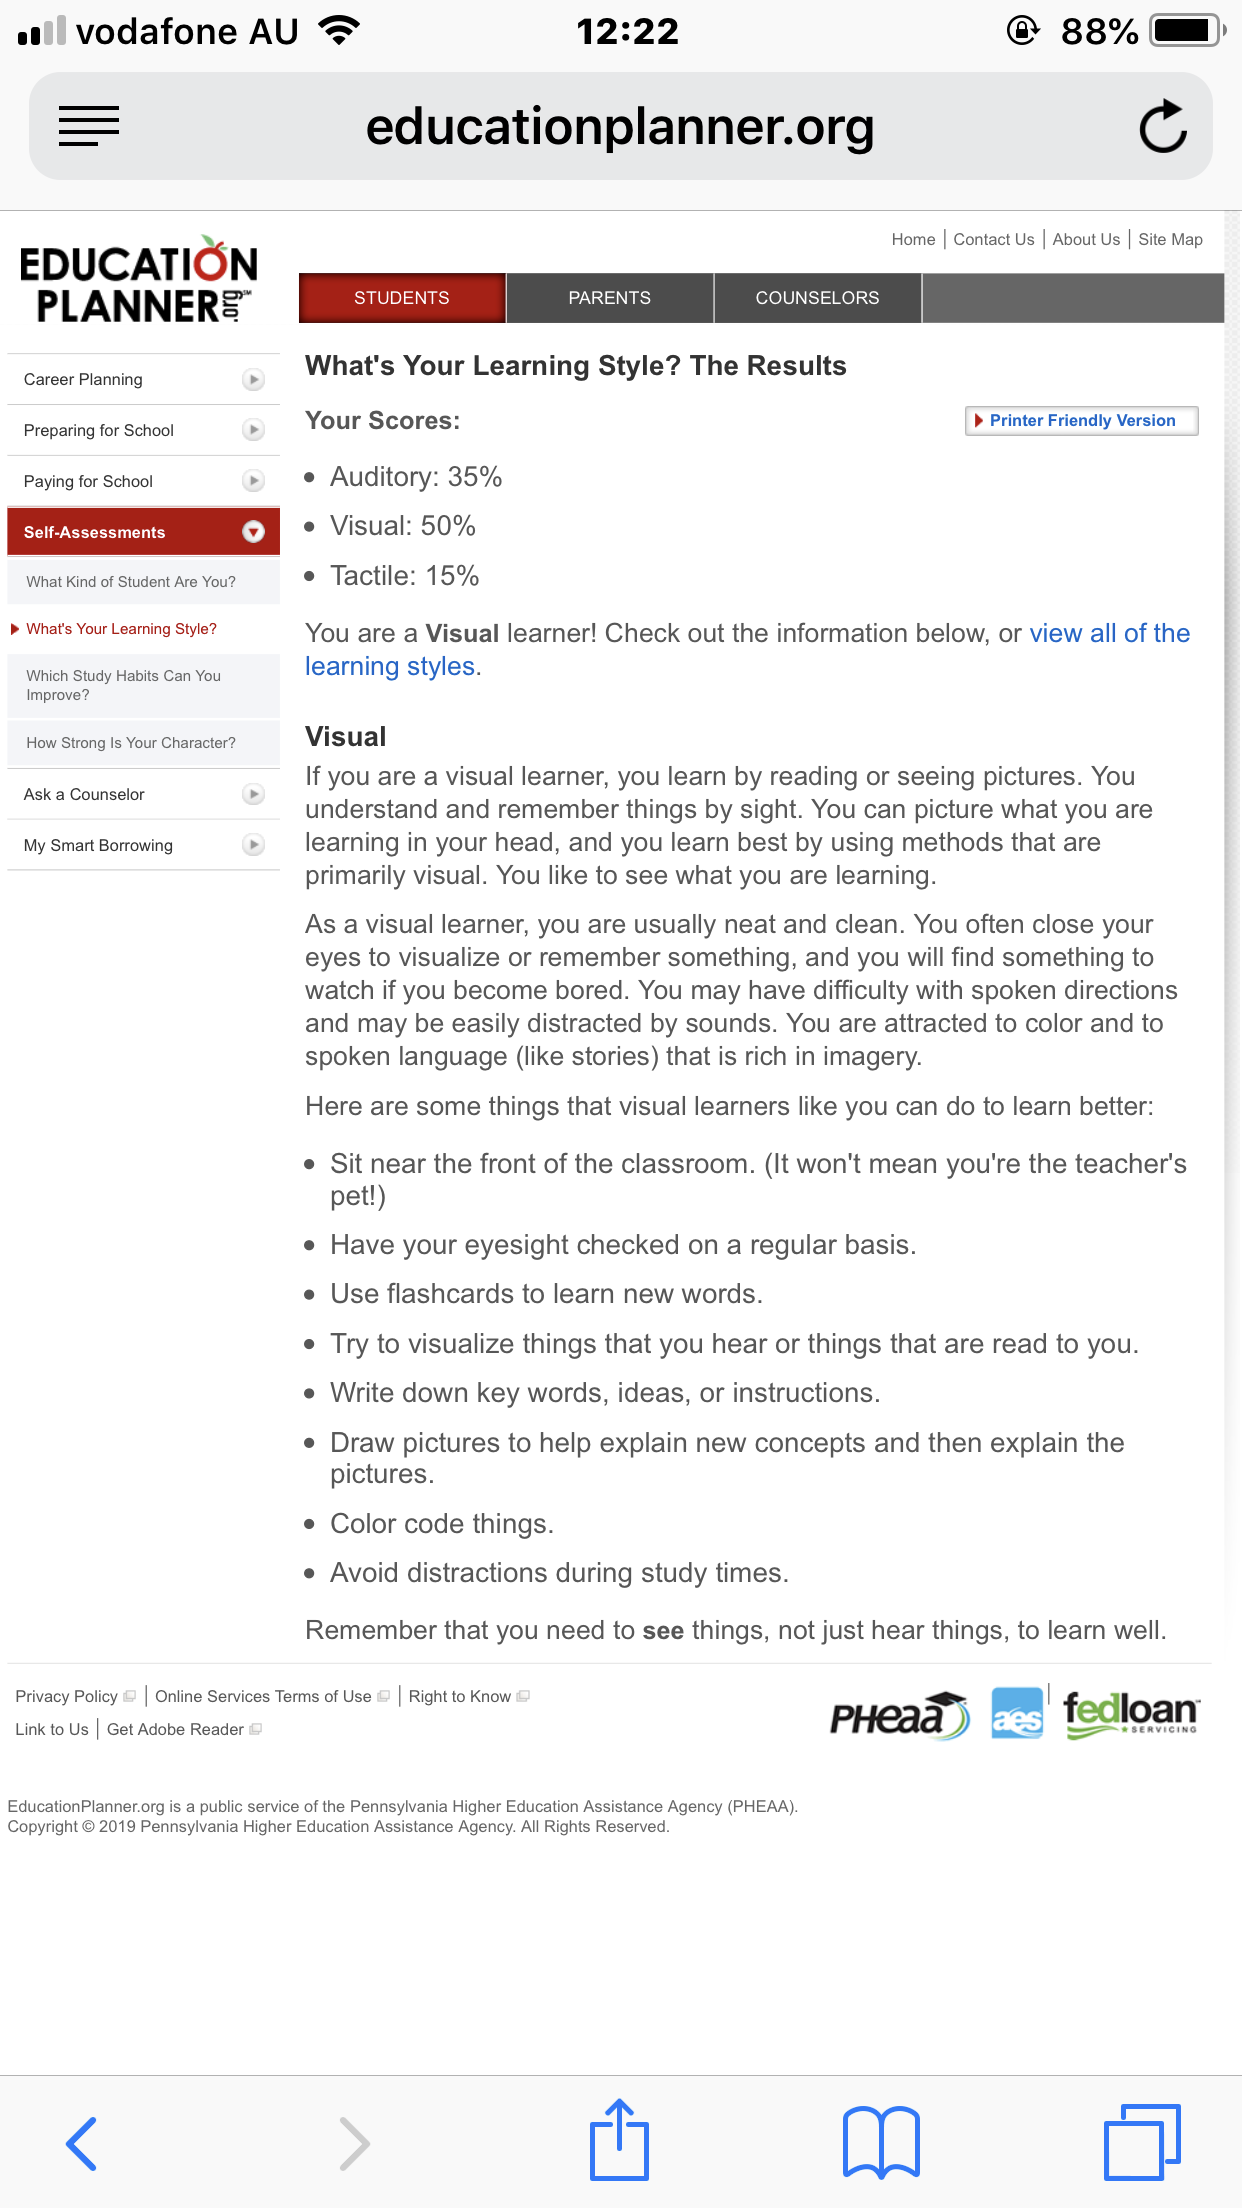 vodafone AU 12:22 88%
educationplanner.org
EDUCATION
PLANNER.org℠
Home | Contact Us | About Us | Site Map
STUDENTS PARENTS COUNSELORS
Career Planning
Preparing for School
Paying for School
Self-Assessments
What Kind of Student Are You?
What's Your Learning Style?
Which Study Habits Can You
Improve?
How Strong Is Your Character?
Ask a Counselor
My Smart Borrowing
What's Your Learning Style? The Results
Your Scores:
Printer Friendly Version
• Auditory: 35%
• Visual: 50%
• Tactile: 15%
You are a Visual learner! Check out the information below, or view all of the
learning styles.
Visual
If you are a visual learner, you learn by reading or seeing pictures. You
understand and remember things by sight. You can picture what you are
learning in your head, and you learn best by using methods that are
primarily visual. You like to see what you are learning.
As a visual learner, you are usually neat and clean. You often close your
eyes to visualize or remember something, and you will find something to
watch if you become bored. You may have difficulty with spoken directions
and may be easily distracted by sounds. You are attracted to color and to
spoken language (like stories) that is rich in imagery.
Here are some things that visual learners like you can do to learn better:
• Sit near the front of the classroom. (It won't mean you're the teacher's
pet!)
• Have your eyesight checked on a regular basis.
• Use flashcards to learn new words.
• Try to visualize things that you hear or things that are read to you.
• Write down key words, ideas, or instructions.
• Draw pictures to help explain new concepts and then explain the
pictures.
• Color code things.
• Avoid distractions during study times.
Remember that you need to see things, not just hear things, to learn well.
Privacy Policy | Online Services Terms of Use | Right to Know
Link to Us | Get Adobe Reader
PHEAA aes fedloan
SERVICING
EducationPlanner.org is a public service of the Pennsylvania Higher Education Assistance Agency (PHEAA).
Copyright © 2019 Pennsylvania Higher Education Assistance Agency. All Rights Reserved.